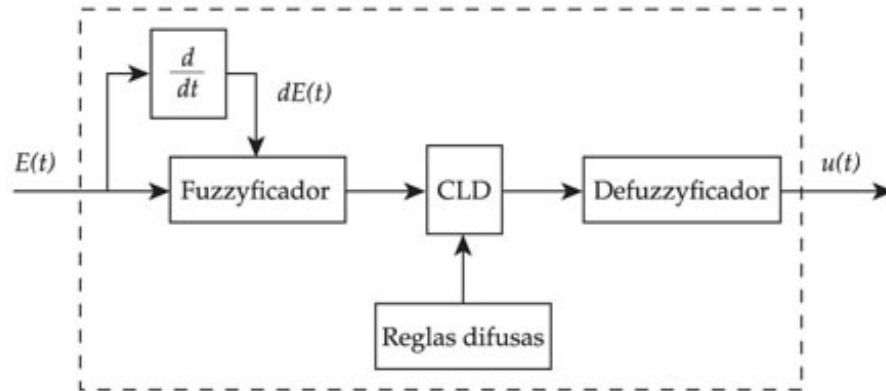 d
dt
dE(t)
E(t)
Fuzzyficador
CLD
Defuzzyficador
u(t)
Reglas difusas